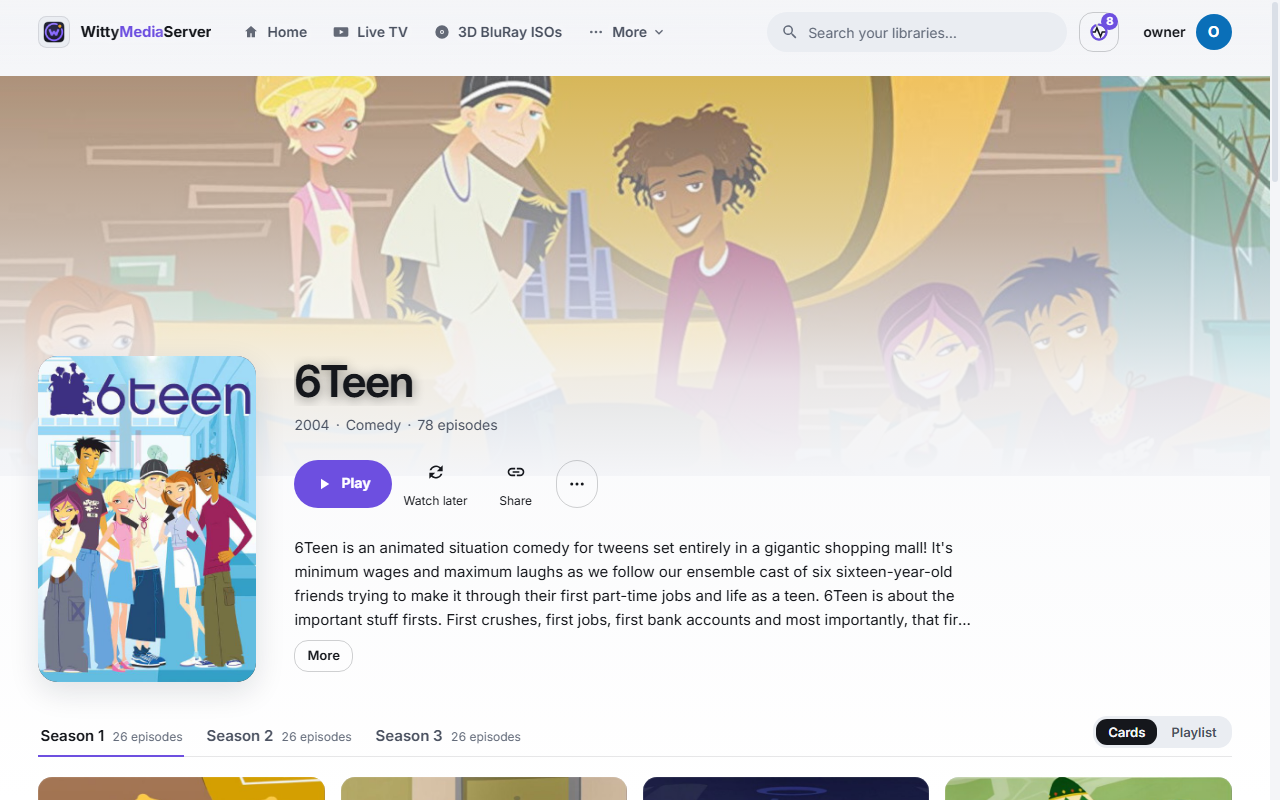 WittyMediaServer
Home
Live TV
3D BluRay ISOs
More
Search your libraries...
8
owner
O
6teen
6Teen
2004 · Comedy · 78 episodes
Play
Watch later
Share
6Teen is an animated situation comedy for tweens set entirely in a gigantic shopping mall! It's
minimum wages and maximum laughs as we follow our ensemble cast of six sixteen-year-old
friends trying to make it through their first part-time jobs and life as a teen. 6Teen is about the
important stuff firsts. First crushes, first jobs, first bank accounts and most importantly, that fir...
More
Season 1 26 episodes
Season 2 26 episodes
Season 3 26 episodes
Cards
Playlist